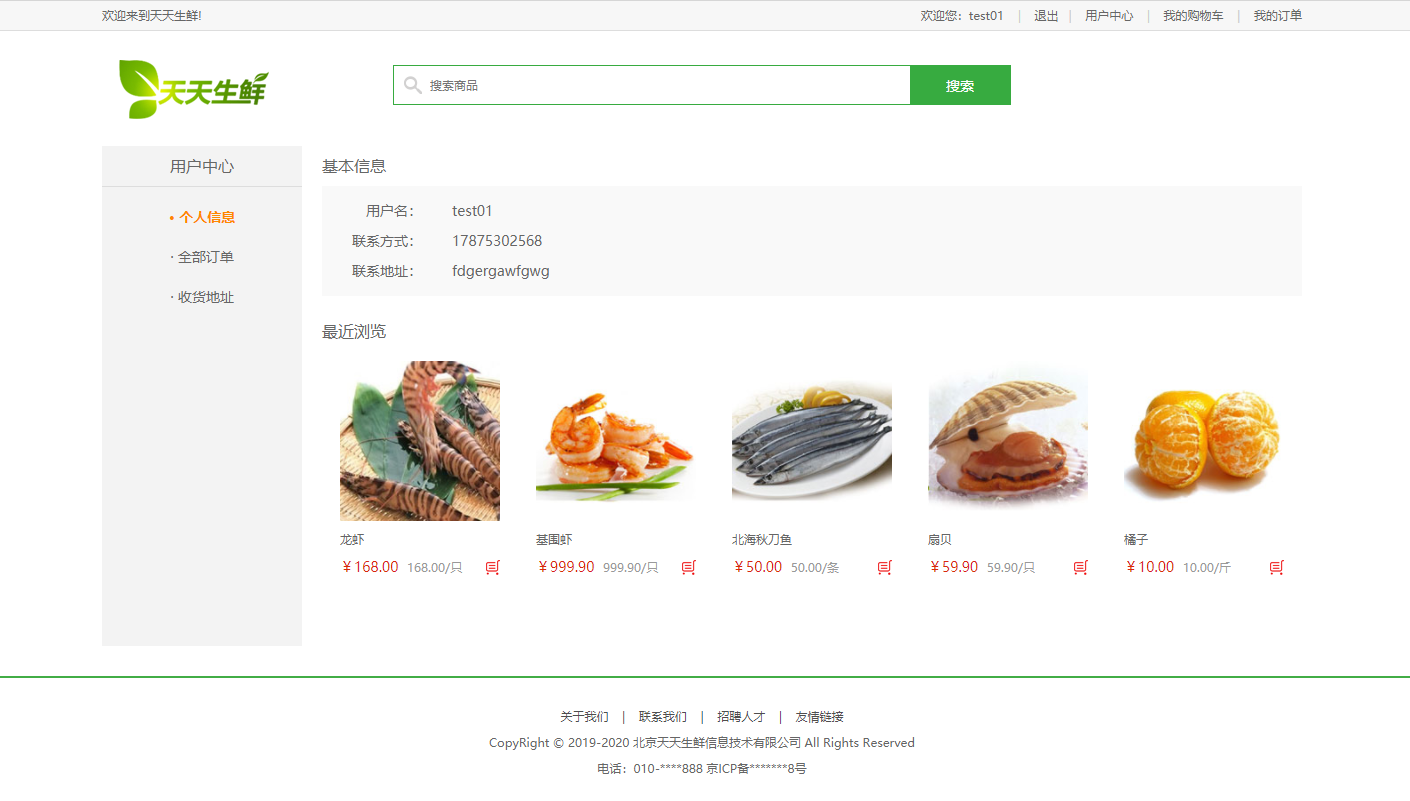 欢迎来到天天生鲜!
欢迎您：test01 | 退出 | 用户中心 | 我的购物车 | 我的订单
天天生鲜
搜索商品 搜索
用户中心
• 个人信息
· 全部订单
· 收货地址
基本信息
用户名： test01
联系方式： 17875302568
联系地址： fdgergawfgwg
最近浏览
龙虾 基围虾 北海秋刀鱼 扇贝 橘子
￥168.00 168.00/只 ￥999.90 999.90/只 ￥50.00 50.00/条 ￥59.90 59.90/只 ￥10.00 10.00/斤
关于我们 | 联系我们 | 招聘人才 | 友情链接
CopyRight © 2019-2020 北京天天生鲜信息技术有限公司 All Rights Reserved
电话：010-****888 京ICP备*******8号